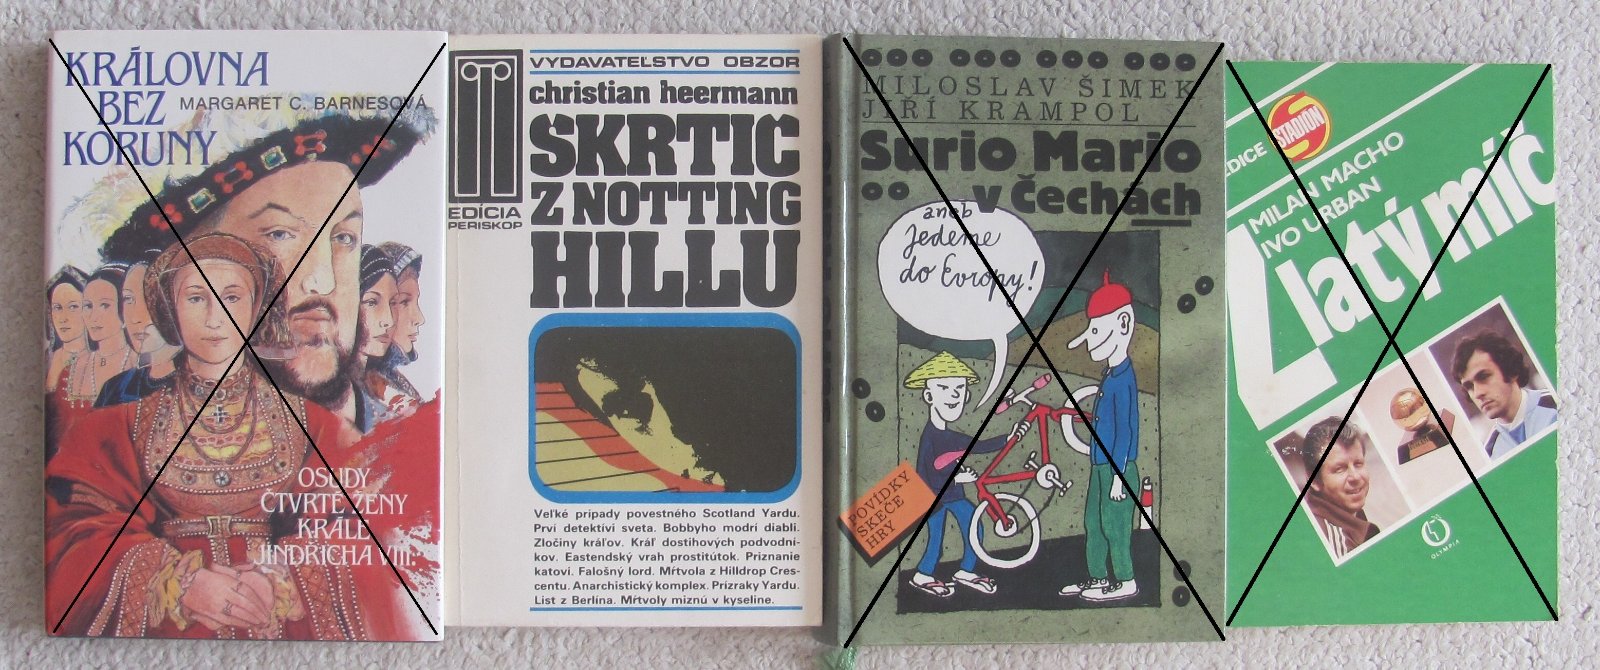 KRÁLOVNA
BEZ
KORUNY
MARGARET C. BARNESOVÁ
OSUDY
ČTVRTÉ ŽENY
KRÁLE
JINDŘICHA VIII.
VYDAVATEĽSTVO OBZOR
christian heermann
ŠKRTIČ
Z NOTTING
HILLU
EDÍCIA
PERISKOP
Veľké prípady povestného Scotland Yardu.
Prví detektívi sveta. Bobbyho modrí diabli.
Zločiny kráľov. Kráľ dostihových podvodní-
kov. Eastendský vrah prostitútok. Priznanie
katovi. Falošný lord. Mŕtvola z Hilldrop Cres-
centu. Anarchistický komplex. Prízraky Yardu.
List z Berlína. Mŕtvoly miznú v kyseline.
MILOSLAV ŠIMEK
JIŘÍ KRAMPOL
Surio Mario
v Čechách
aneb
Jedeme
do Evropy!
POVÍDKY
SKEČE
HRY
EDICE
STADIÓN
MILAN MACHO
IVO URBAN
Zlatý míč
OLYMPIA